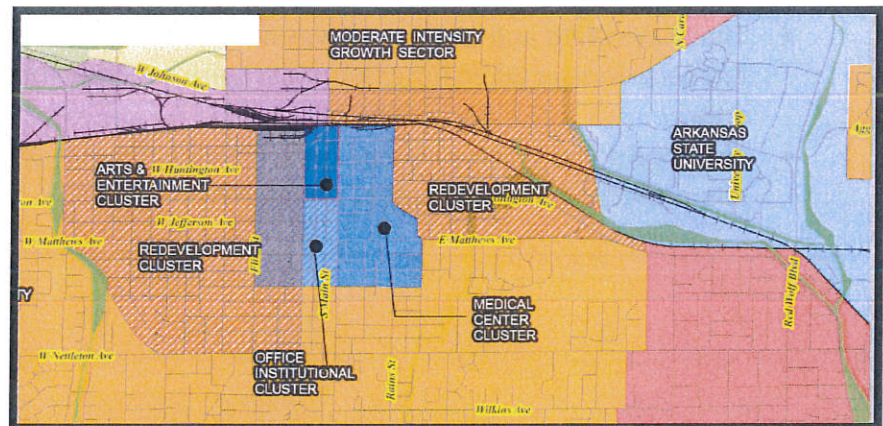 MODERATE INTENSITY
GROWTH SECTOR
W Johnson Ave
ARKANSAS
STATE
UNIVERSITY
ARTS &
ENTERTAINMENT
CLUSTER
W Huntington Ave
REDEVELOPMENT
CLUSTER
W Jefferson Ave
W Matthews Ave
REDEVELOPMENT
CLUSTER
E Matthews Ave
S Main St
Red Wolf Blvd
MEDICAL
CENTER
CLUSTER
W Nettleton Ave
OFFICE
INSTITUTIONAL
CLUSTER
Rains St
Wilkins Ave